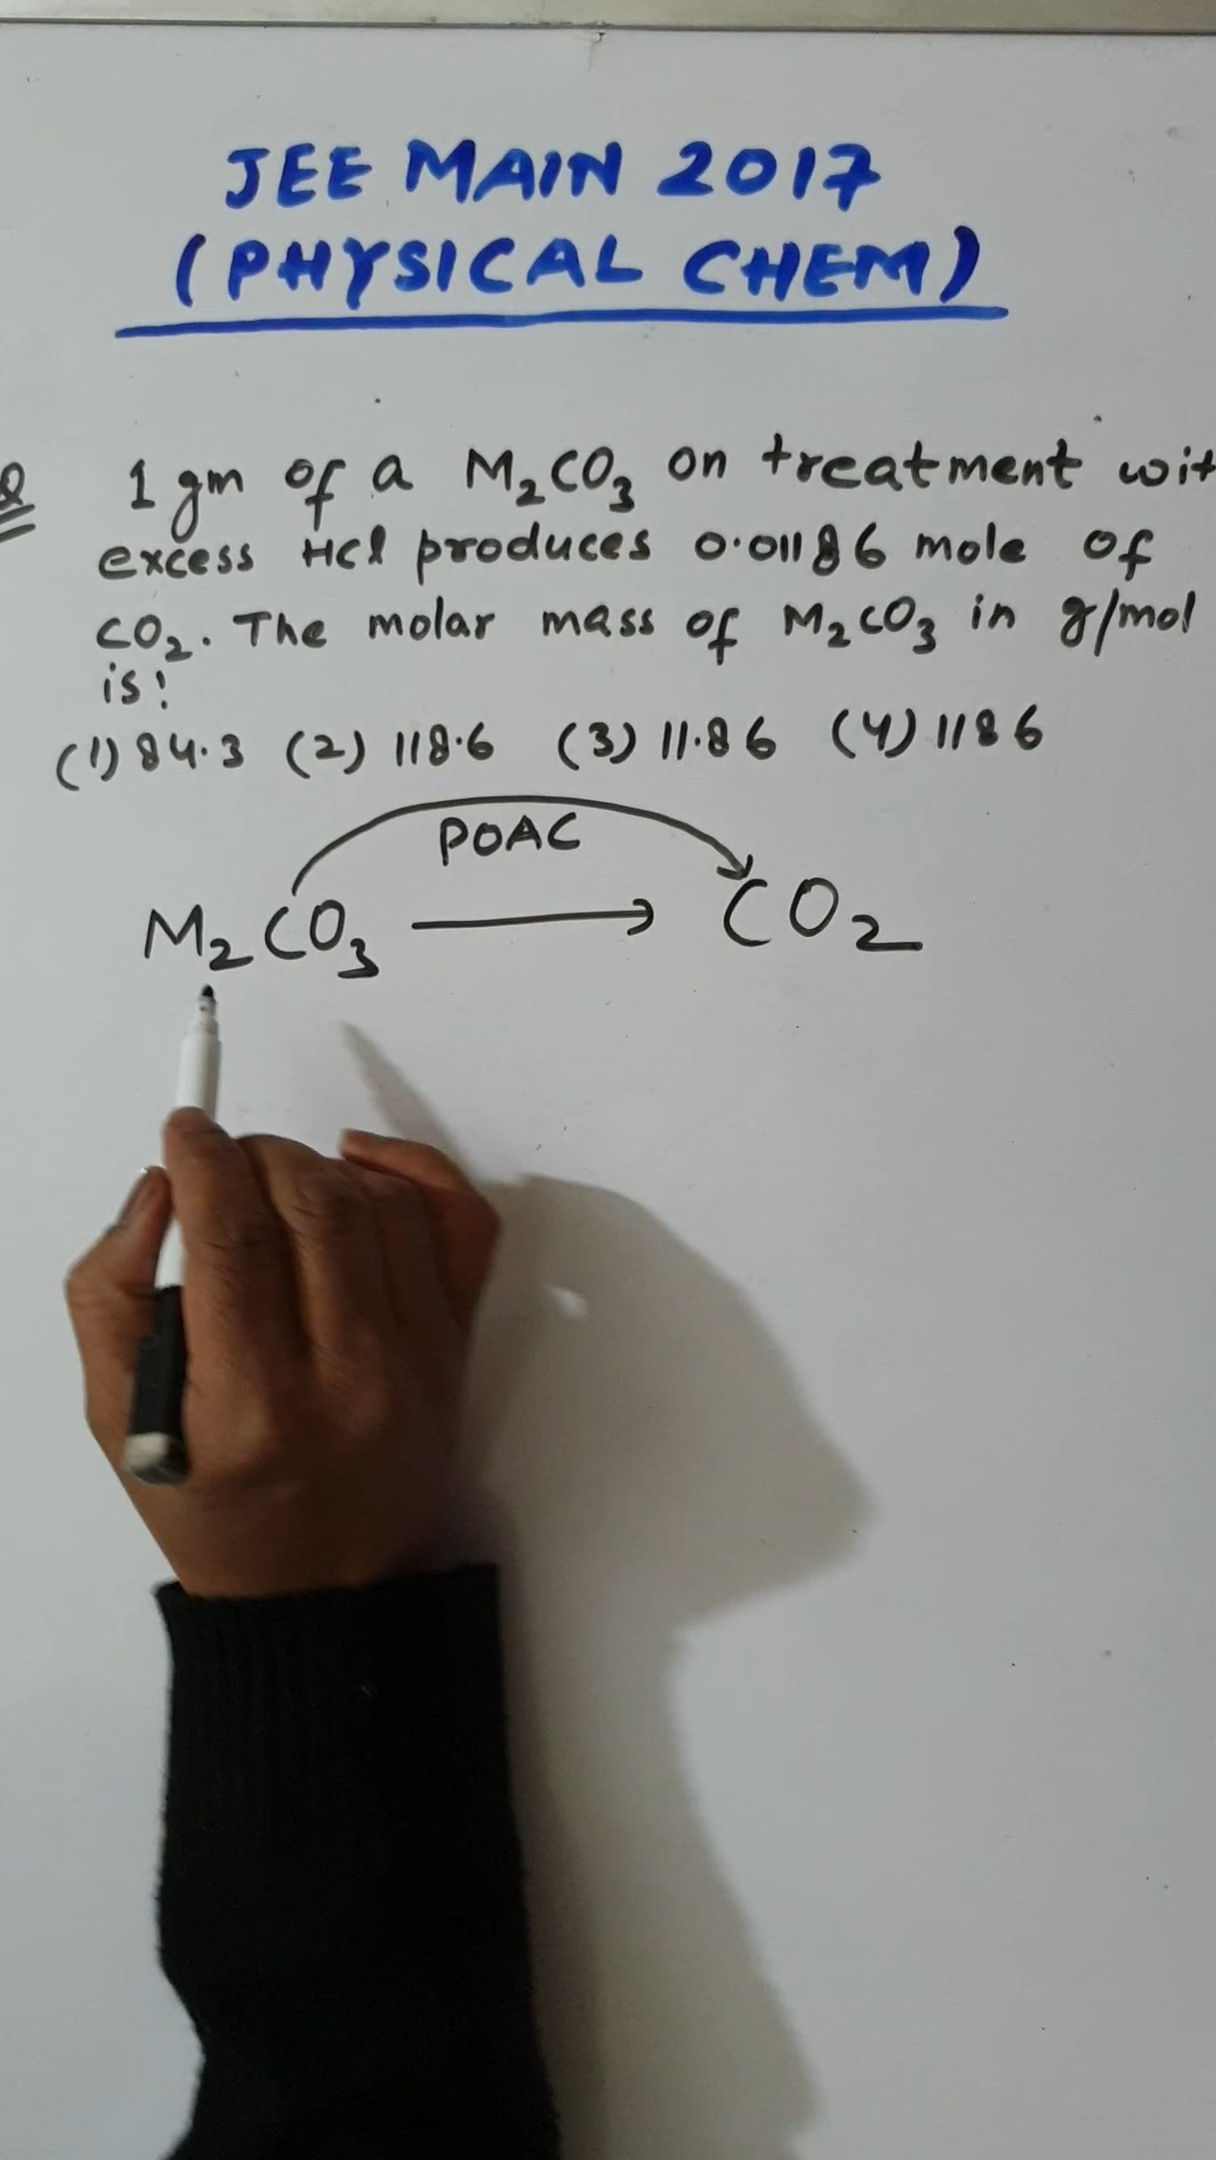 JEE MAIN 2017
(PHYSICAL CHEM)
Q 1 gm of a M₂CO₃ on treatment wit
excess HCl produces 0.01186 mole of
CO₂. The molar mass of M₂CO₃ in g/mol
is!
(1) 84.3 (2) 118.6 (3) 11.86 (4) 1186
POAC
M₂CO₃ ⟶ CO₂